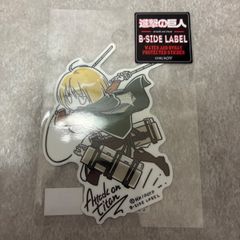 進撃の巨人
B-SIDE LABEL
WATER AND SUNRAY
PROTECTED STICKER
Attack on
Titan
B-SIDE LABEL